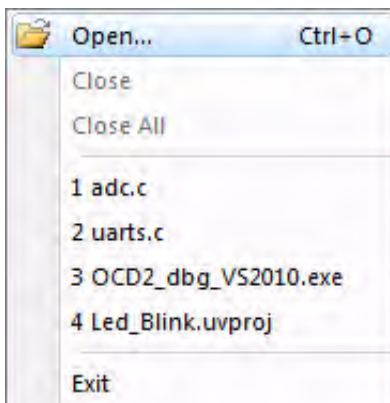 Open... Ctrl+O
Close
Close All
1 adc.c
2 uarts.c
3 OCD2_dbg_VS2010.exe
4 Led_Blink.uvproj
Exit